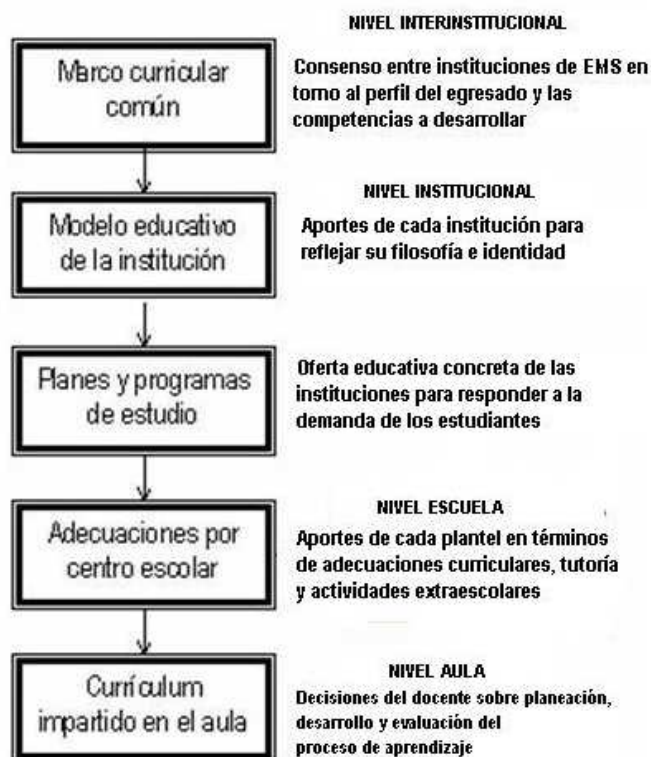 NIVEL INTERINSTITUCIONAL
Marco curricular
común
Consenso entre instituciones de EMS en
torno al perfil del egresado y las
competencias a desarrollar
NIVEL INSTITUCIONAL
Modelo educativo
de la institución
Aportes de cada institución para
reflejar su filosofía e identidad
Planes y programas
de estudio
Oferta educativa concreta de las
instituciones para responder a la
demanda de los estudiantes
NIVEL ESCUELA
Adecuaciones por
centro escolar
Aportes de cada plantel en términos
de adecuaciones curriculares, tutoría
y actividades extraescolares
NIVEL AULA
Currículum
impartido en el aula
Decisiones del docente sobre planeación,
desarrollo y evaluación del
proceso de aprendizaje